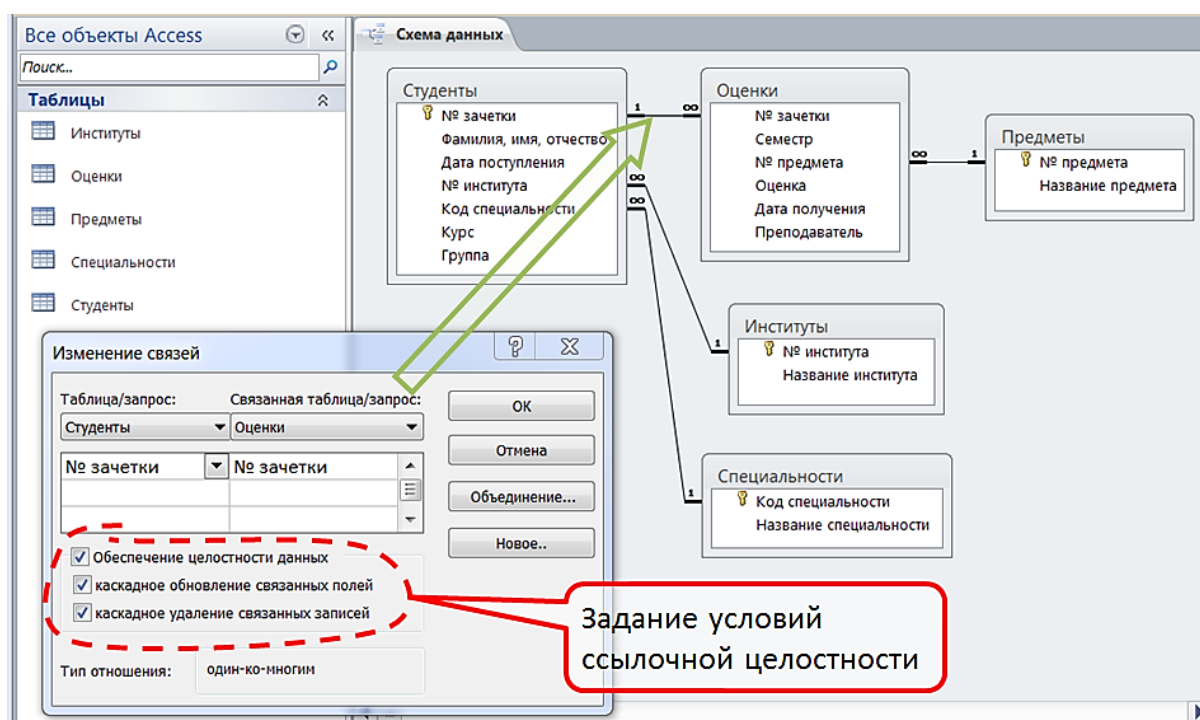 Все объекты Access
Поиск...
Таблицы
Институты
Оценки
Предметы
Специальности
Студенты
Схема данных
Студенты
№ зачетки
Фамилия, имя, отчество
Дата поступления
№ института
Код специальности
Курс
Группа
1
∞
Оценки
№ зачетки
Семестр
№ предмета
Оценка
Дата получения
Преподаватель
∞
1
Предметы
№ предмета
Название предмета
∞
∞
1
Институты
№ института
Название института
1
Специальности
Код специальности
Название специальности
Изменение связей
Таблица/запрос:
Связанная таблица/запрос:
Студенты
Оценки
№ зачетки
№ зачетки
Обеспечение целостности данных
каскадное обновление связанных полей
каскадное удаление связанных записей
Тип отношения:
один-ко-многим
ОК
Отмена
Объединение...
Новое..
Задание условий
ссылочной целостности